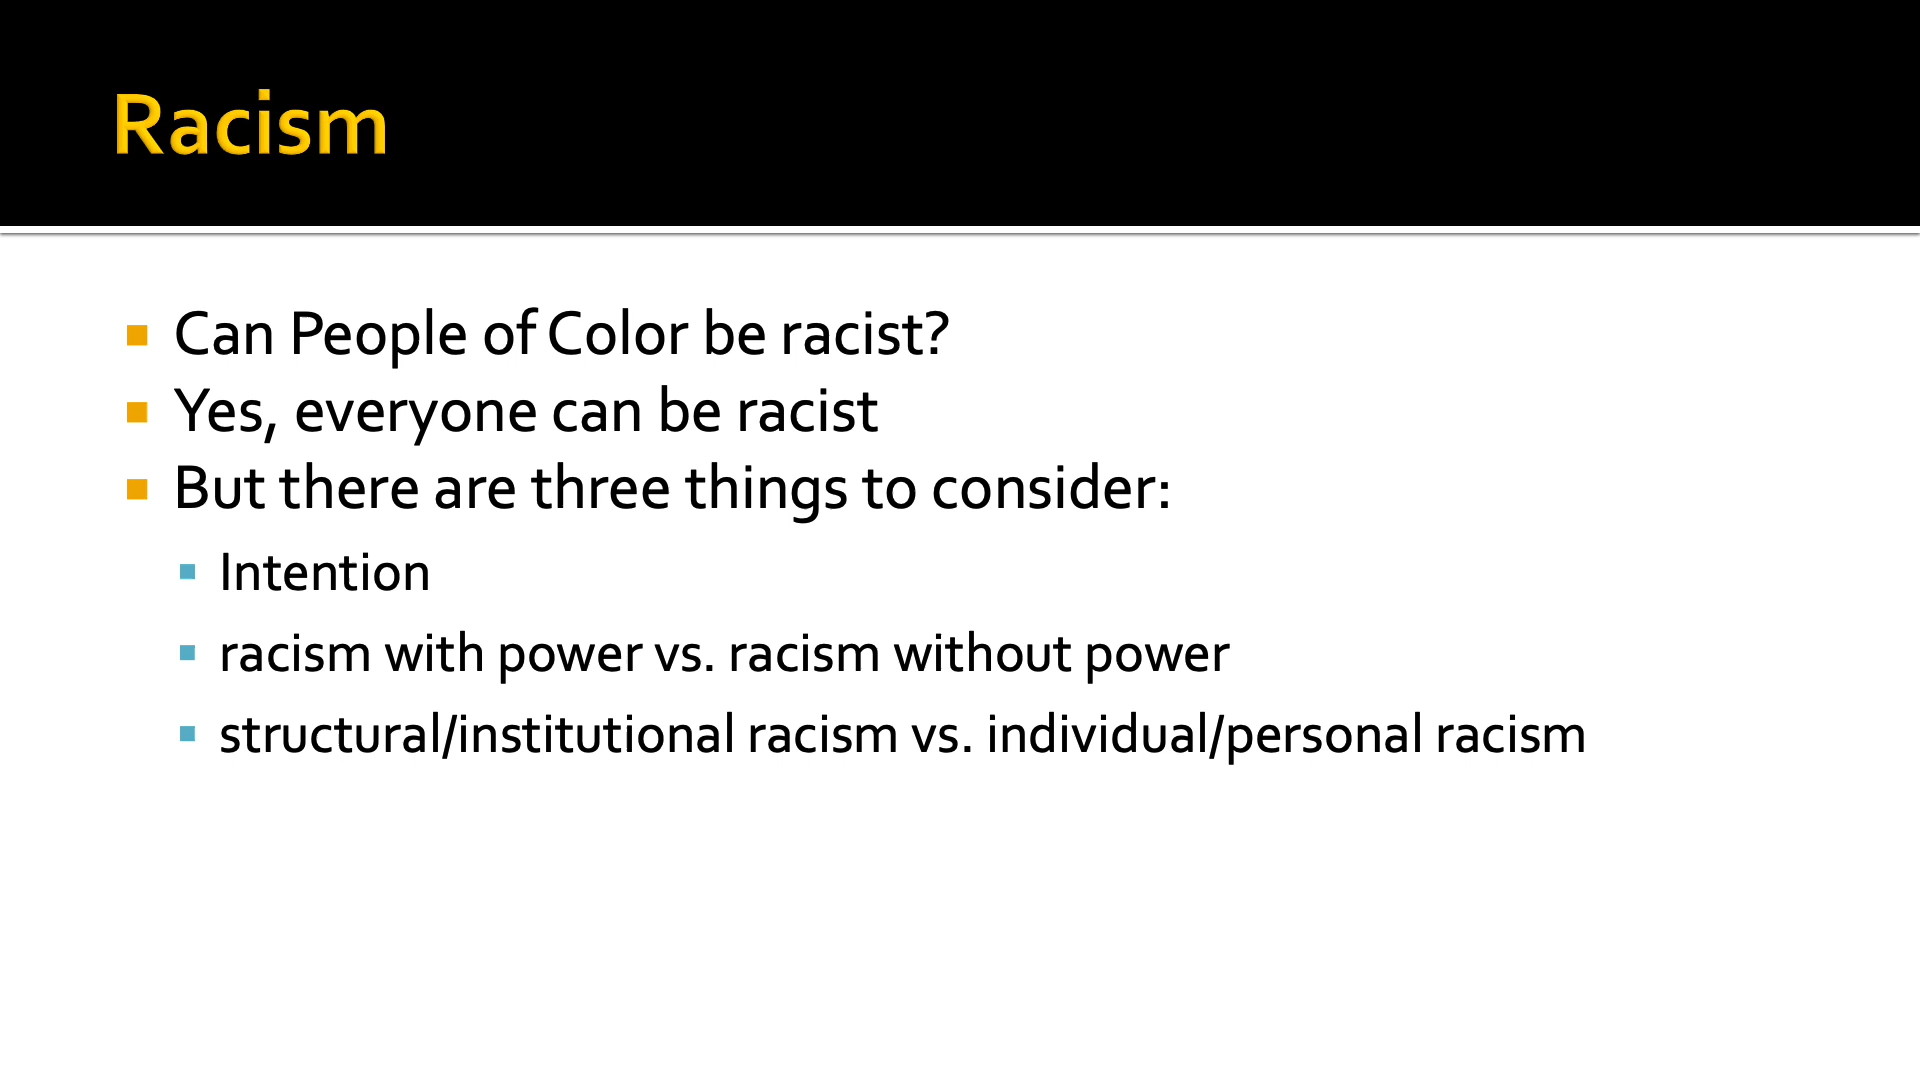 Racism
Can People of Color be racist?
Yes, everyone can be racist
But there are three things to consider:
Intention
racism with power vs. racism without power
structural/institutional racism vs. individual/personal racism